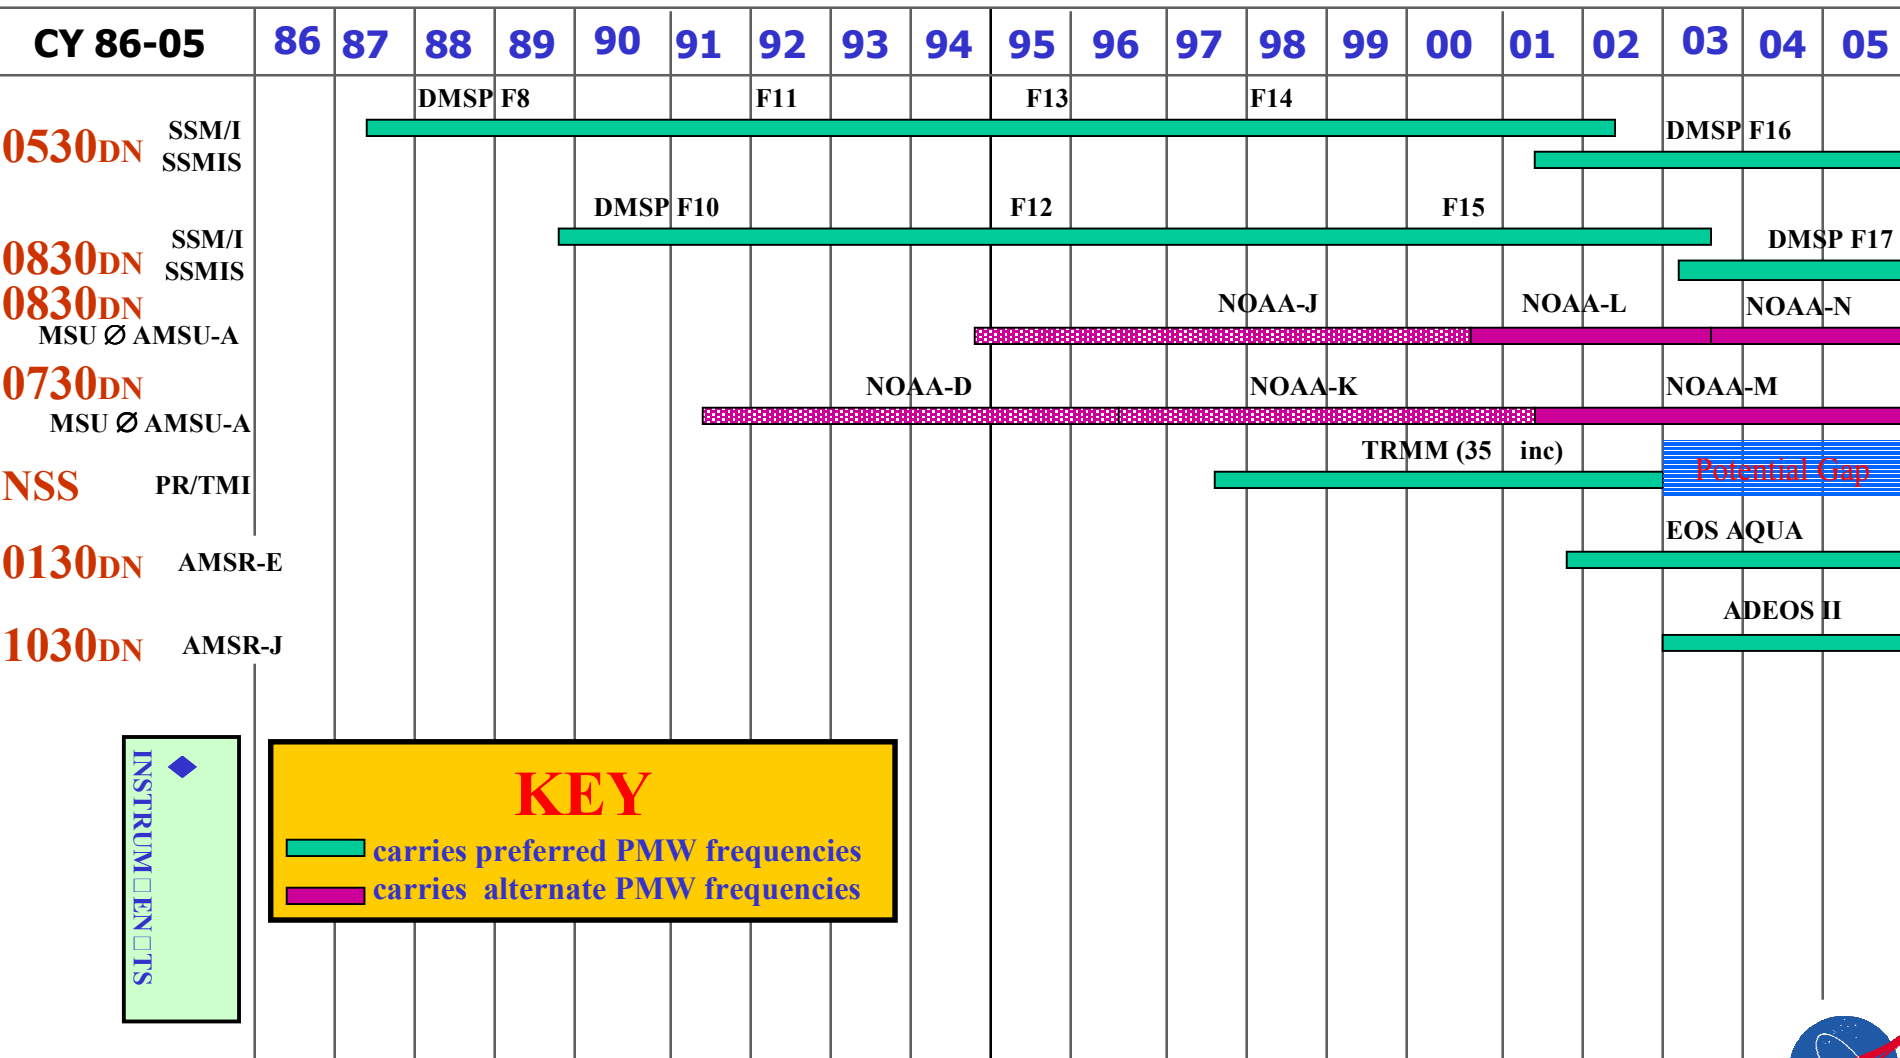 CY 86-05 86 87 88 89 90 91 92 93 94 95 96 97 98 99 00 01 02 03 04 05
DMSP F8 F11 F13 F14
0530DN SSM/I
SSMIS DMSP F16
DMSP F10 F12 F15
0830DN SSM/I
SSMIS DMSP F17
0830DN NOAA-J NOAA-L NOAA-N
MSU Ø AMSU-A
0730DN NOAA-D NOAA-K NOAA-M
MSU Ø AMSU-A
TRMM (35 inc)
NSS PR/TMI Potential Gap
EOS AQUA
0130DN AMSR-E
ADEOS II
1030DN AMSR-J
INSTRUM□EN□TS
KEY
carries preferred PMW frequencies
carries alternate PMW frequencies